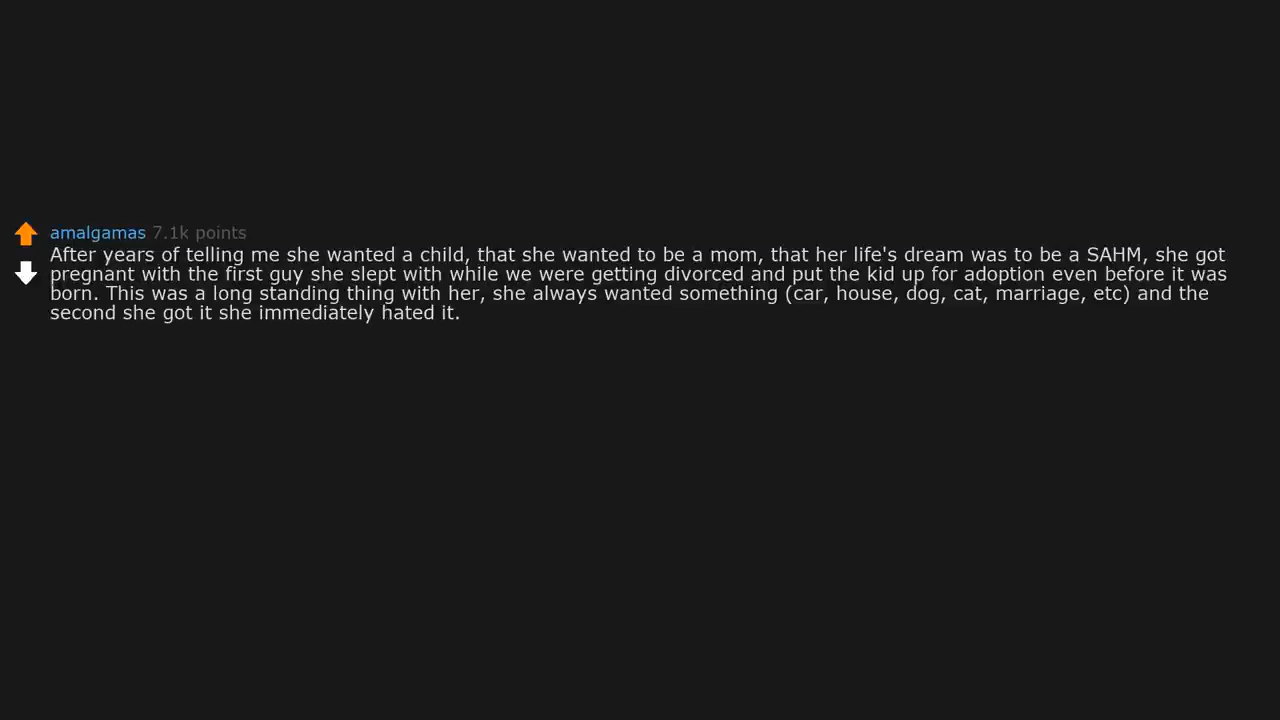 amalgamas 7.1k points
After years of telling me she wanted a child, that she wanted to be a mom, that her life's dream was to be a SAHM, she got
pregnant with the first guy she slept with while we were getting divorced and put the kid up for adoption even before it was
born. This was a long standing thing with her, she always wanted something (car, house, dog, cat, marriage, etc) and the
second she got it she immediately hated it.